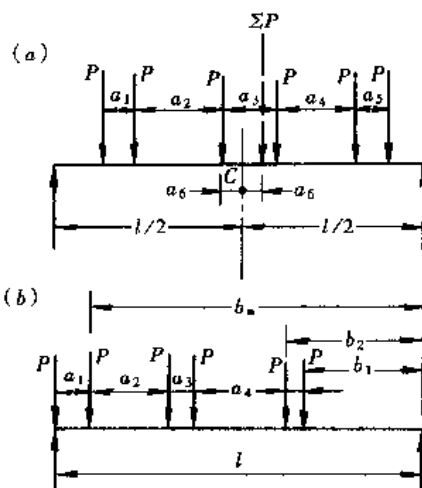 ΣP
(a)
P P P P P P
a₁ a₂ a₃ a₄ a₅
C
a₆ a₆
l/2 l/2
(b)
bₙ
b₂
P P P P P P b₁
a₁ a₂ a₃ a₄
l